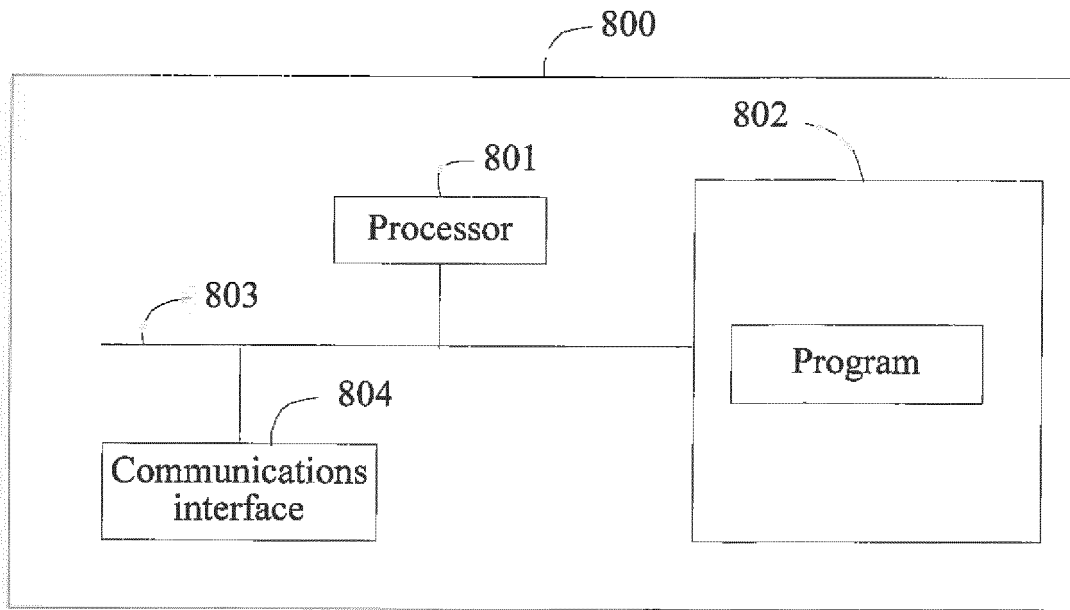 800
802
801
Processor
803
Program
804
Communications
interface